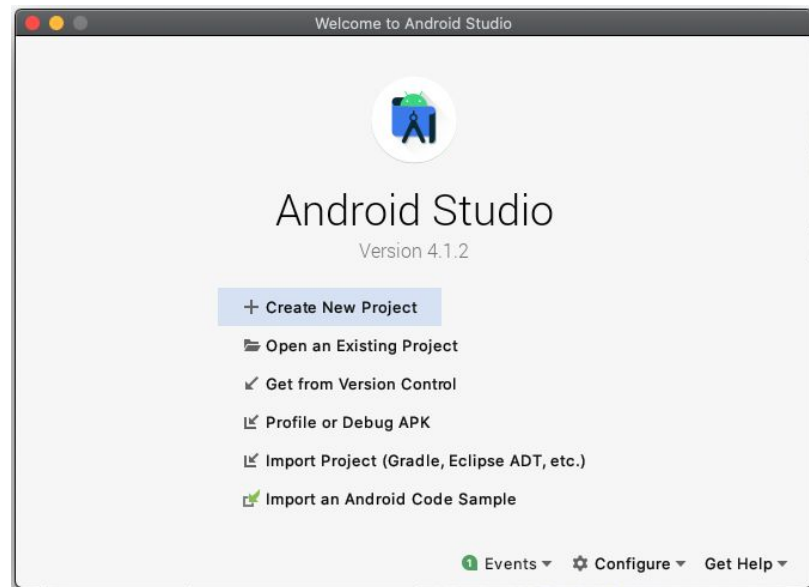 Welcome to Android Studio
Android Studio
Version 4.1.2
Create New Project
Open an Existing Project
Get from Version Control
Profile or Debug APK
Import Project (Gradle, Eclipse ADT, etc.)
Import an Android Code Sample
1 Events Configure Get Help